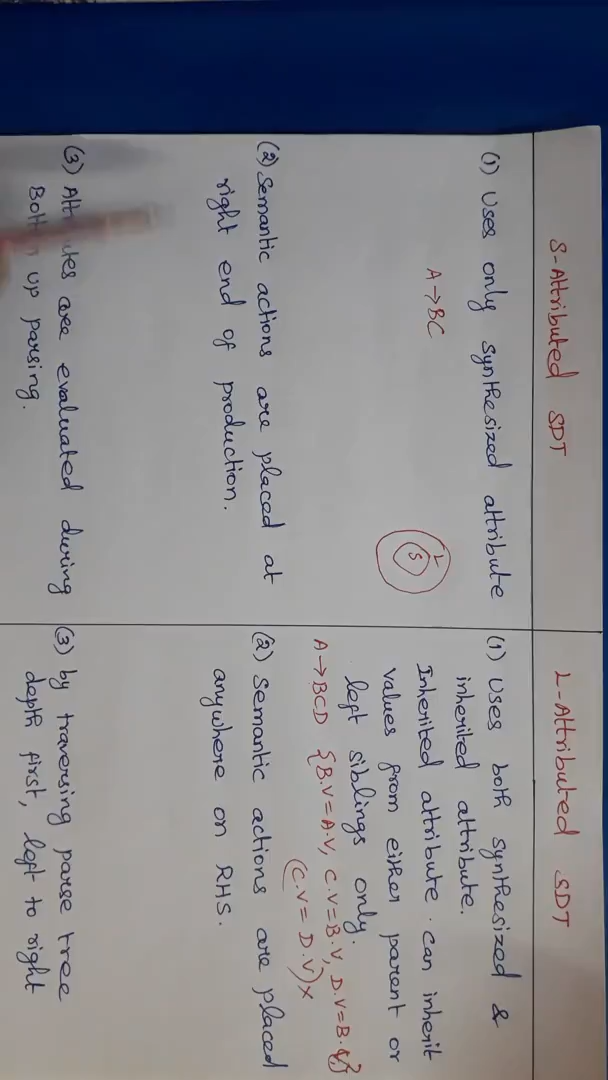 S-Attributed SDT
(1) Uses only synthesized attribute
A→BC
L
S
(2) Semantic actions are placed at
right end of production.
(3) are evaluated during
up parsing.
L-Attributed SDT
(1) Uses both synthesized &
inherited attribute.
Inherited attribute can inherit
values from either parent or
left siblings only.
A→BCD {B.V=A.V, C.V=B.V, D.V=B.V}
(C.V=D.V)×
(2) Semantic actions are placed
anywhere on RHS.
(3) by traversing parse tree
depth first, left to right